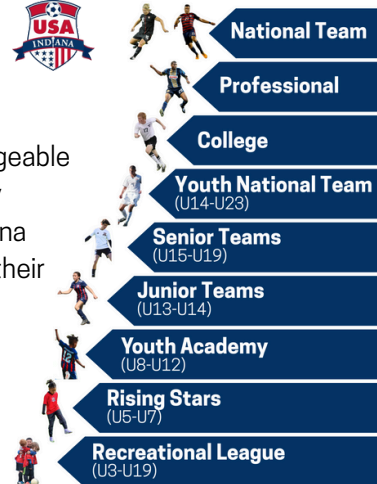 USA
INDIANA
National Team
Professional
College
geable
Youth National Team
(U14-U23)
na
Senior Teams
(U15-U19)
their
Junior Teams
(U13-U14)
Youth Academy
(U8-U12)
Rising Stars
(U5-U7)
Recreational League
(U3-U19)